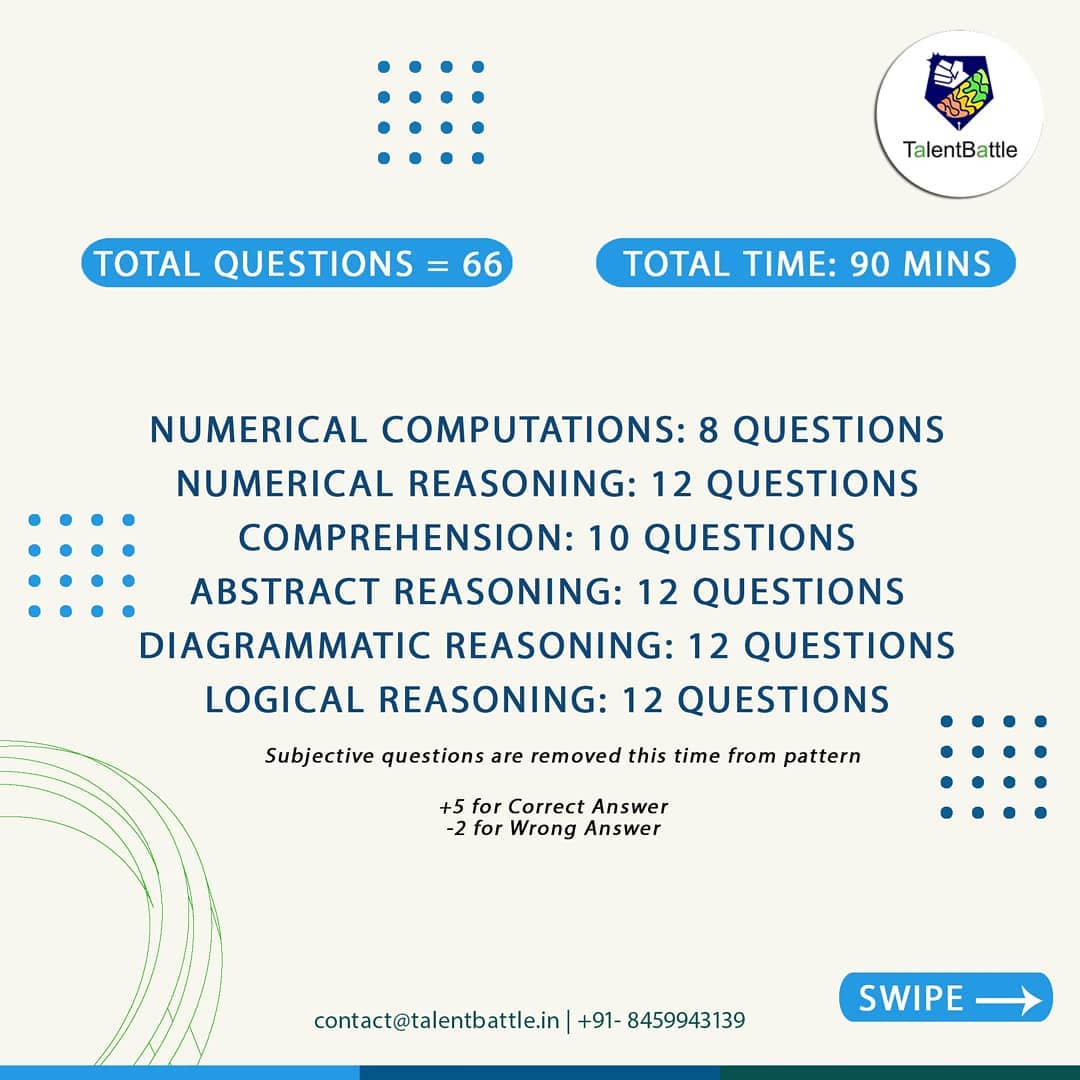 TalentBattle
TOTAL QUESTIONS = 66
TOTAL TIME: 90 MINS
NUMERICAL COMPUTATIONS: 8 QUESTIONS
NUMERICAL REASONING: 12 QUESTIONS
COMPREHENSION: 10 QUESTIONS
ABSTRACT REASONING: 12 QUESTIONS
DIAGRAMMATIC REASONING: 12 QUESTIONS
LOGICAL REASONING: 12 QUESTIONS
Subjective questions are removed this time from pattern
+5 for Correct Answer
-2 for Wrong Answer
SWIPE
contact@talentbattle.in | +91- 8459943139